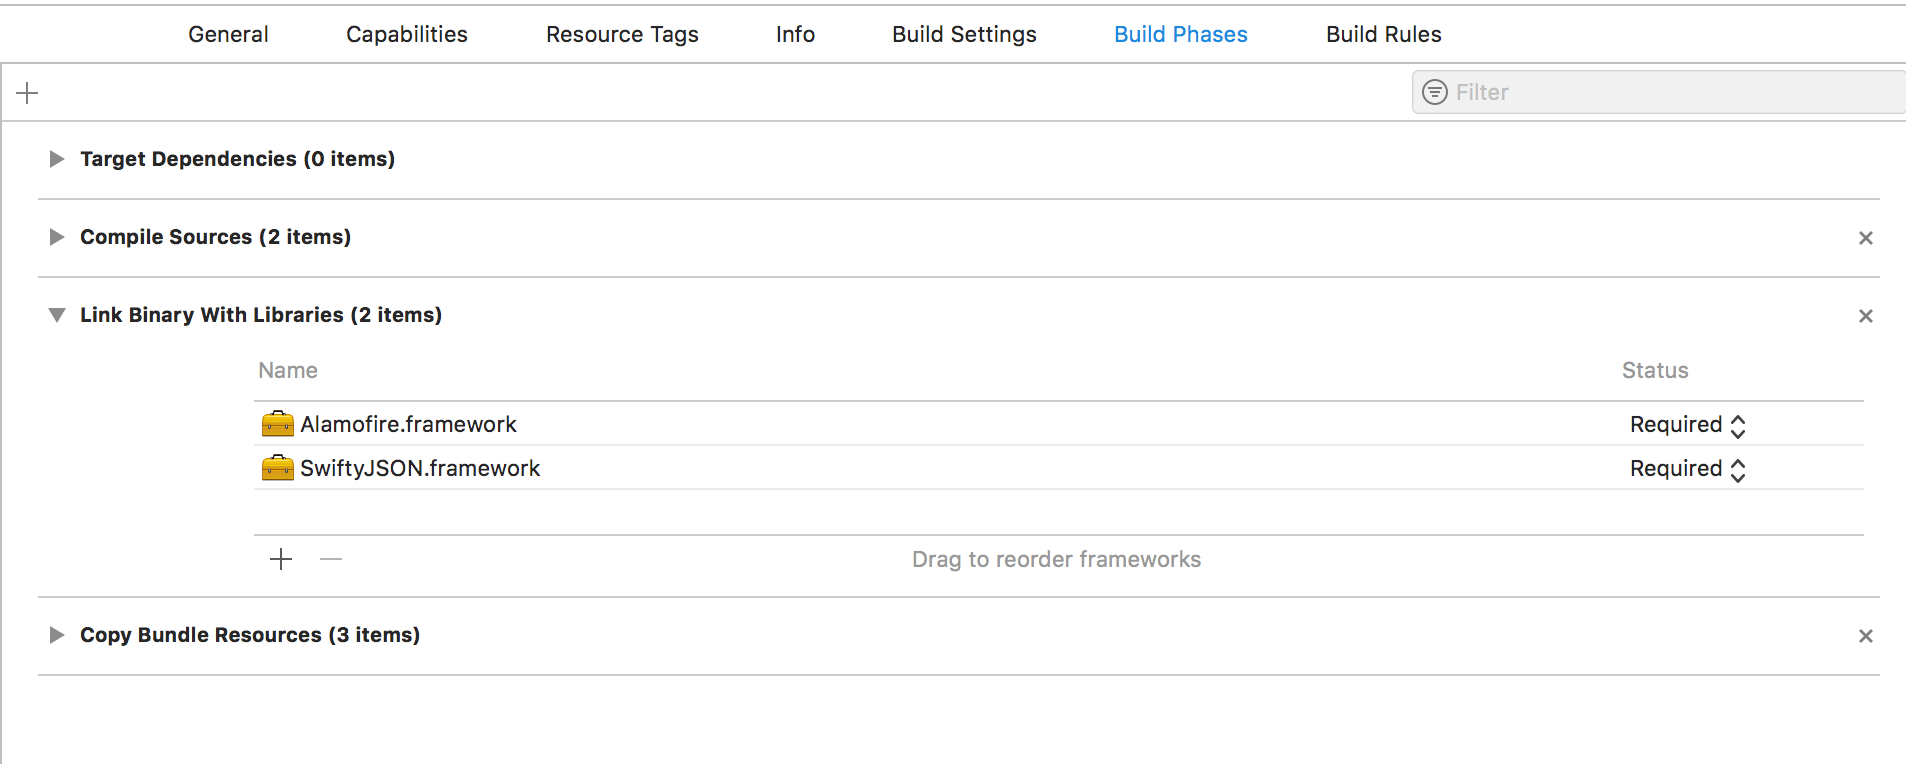 General Capabilities Resource Tags Info Build Settings Build Phases Build Rules
Filter
Target Dependencies (0 items)
Compile Sources (2 items)
Link Binary With Libraries (2 items)
Name Status
Alamofire.framework Required
SwiftyJSON.framework Required
Drag to reorder frameworks
Copy Bundle Resources (3 items)